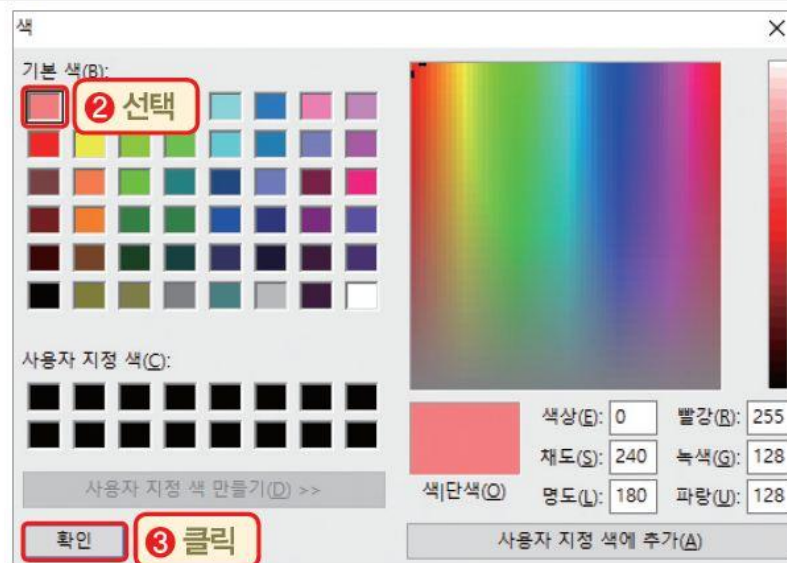 색
기본 색(B):
❷ 선택
사용자 지정 색(C):
사용자 지정 색 만들기(D) >>
확인
❸ 클릭
색|단색(O)
색상(E): 0
빨강(R): 255
채도(S): 240
녹색(G): 128
명도(L): 180
파랑(U): 128
사용자 지정 색에 추가(A)